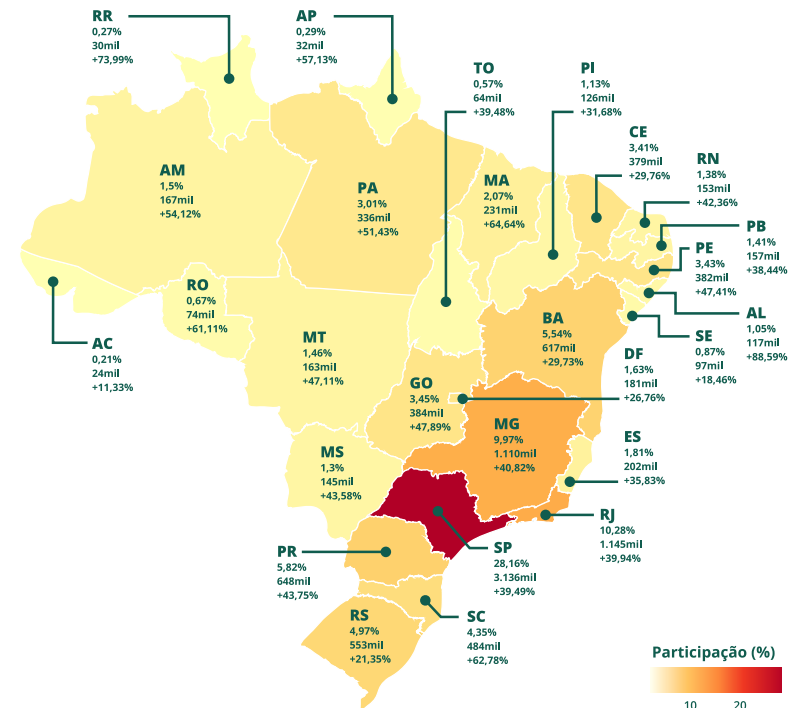 RR
0,27%
30mil
+73,99%
AP
0,29%
32mil
+57,13%
TO
0,57%
64mil
+39,48%
PI
1,13%
126mil
+31,68%
CE
3,41%
379mil
+29,76%
RN
1,38%
153mil
+42,36%
AM
1,5%
167mil
+54,12%
PA
3,01%
336mil
+51,43%
MA
2,07%
231mil
+64,64%
PB
1,41%
157mil
+38,44%
PE
3,43%
382mil
+47,41%
RO
0,67%
74mil
+61,11%
AL
1,05%
117mil
+88,59%
AC
0,21%
24mil
+11,33%
MT
1,46%
163mil
+47,11%
BA
5,54%
617mil
+29,73%
SE
0,87%
97mil
+18,46%
DF
1,63%
181mil
+26,76%
GO
3,45%
384mil
+47,89%
MG
9,97%
1.110mil
+40,82%
ES
1,81%
202mil
+35,83%
MS
1,3%
145mil
+43,58%
RJ
10,28%
1.145mil
+39,94%
PR
5,82%
648mil
+43,75%
SP
28,16%
3.136mil
+39,49%
RS
4,97%
553mil
+21,35%
SC
4,35%
484mil
+62,78%
Participação (%)
10 20